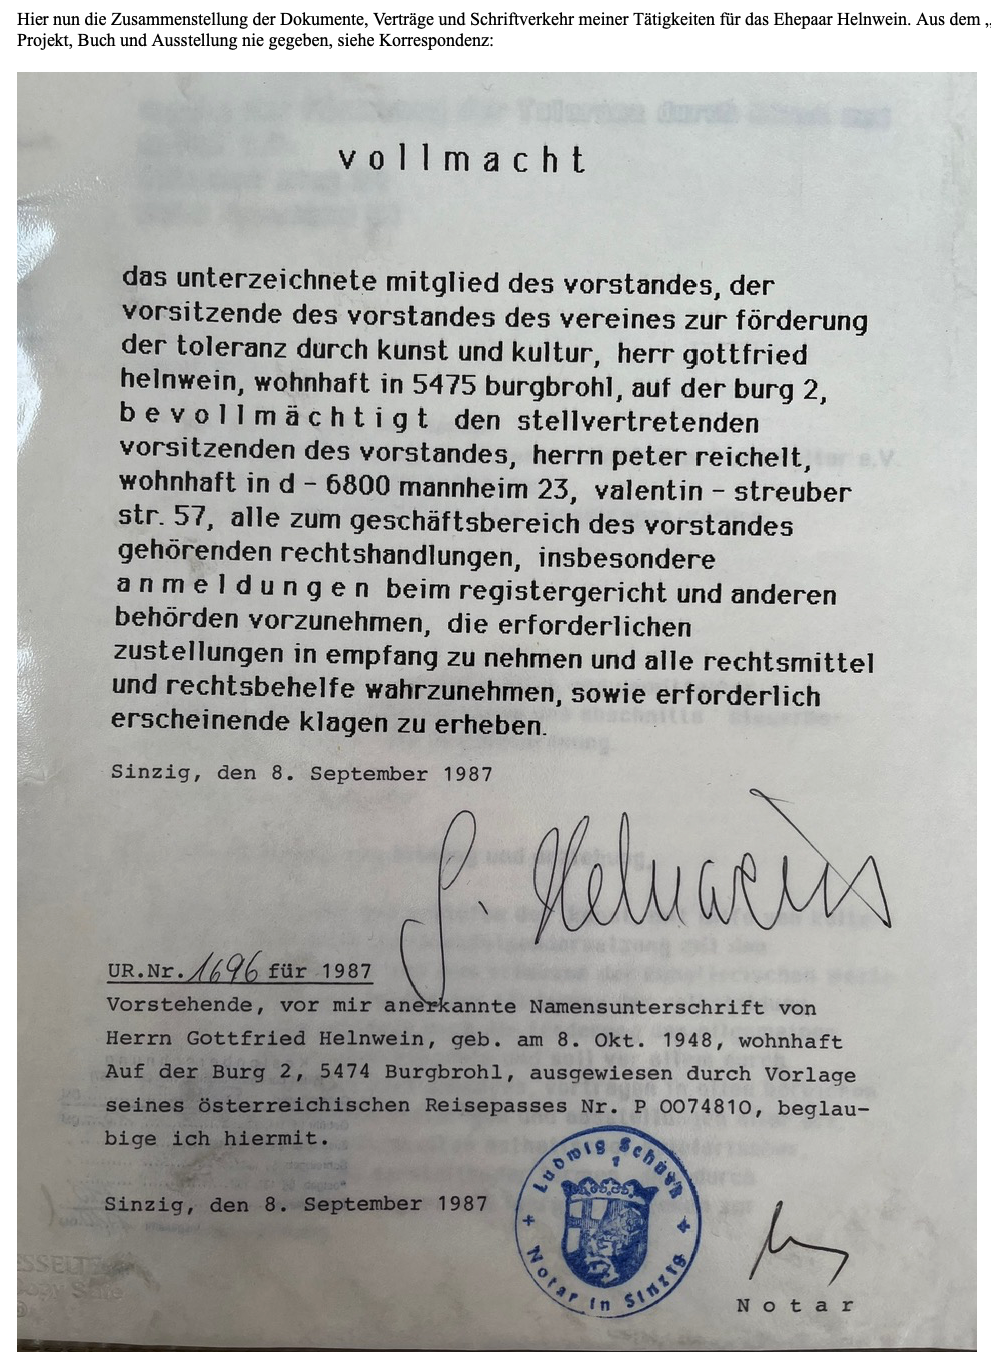 Hier nun die Zusammenstellung der Dokumente, Verträge und Schriftverkehr meiner Tätigkeiten für das Ehepaar Helnwein. Aus dem „
Projekt, Buch und Ausstellung nie gegeben, siehe Korrespondenz:
vollmacht
das unterzeichnete mitglied des vorstandes, der
vorsitzende des vorstandes des vereines zur förderung
der toleranz durch kunst und kultur, herr gottfried
helnwein, wohnhaft in 5475 burgbrohl, auf der burg 2,
bevollmächtigt den stellvertretenden
vorsitzenden des vorstandes, herrn peter reichelt,
wohnhaft in d - 6800 mannheim 23, valentin - streuber
str. 57, alle zum geschäftsbereich des vorstandes
gehörenden rechtshandlungen, insbesondere
anmeldungen beim registergericht und anderen
behörden vorzunehmen, die erforderlichen
zustellungen in empfang zu nehmen und alle rechtsmittel
und rechtsbehelfe wahrzunehmen, sowie erforderlich
erscheinende klagen zu erheben.
Sinzig, den 8. September 1987
G. Helnwein
UR.Nr. 1696 für 1987
Vorstehende, vor mir anerkannte Namensunterschrift von
Herrn Gottfried Helnwein, geb. am 8. Okt. 1948, wohnhaft
Auf der Burg 2, 5474 Burgbrohl, ausgewiesen durch Vorlage
seines österreichischen Reisepasses Nr. P 0074810, beglau-
bige ich hiermit.
Sinzig, den 8. September 1987
Ludwig
Notar in Sinzig
Notar